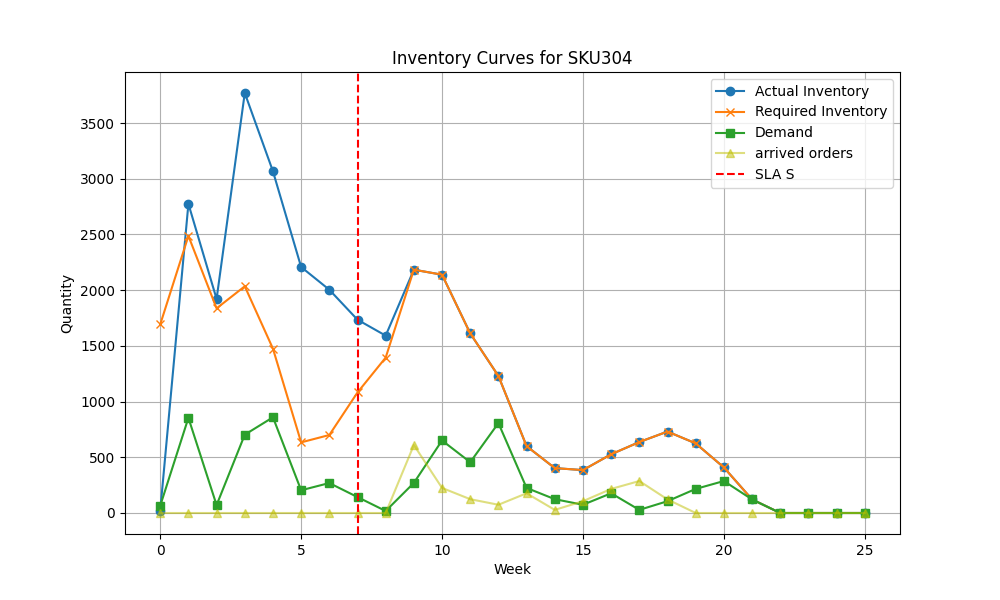 Inventory Curves for SKU304
Actual Inventory
Required Inventory
Demand
arrived orders
SLA S
Quantity
3500
3000
2500
2000
1500
1000
500
0
0 5 10 15 20 25
Week